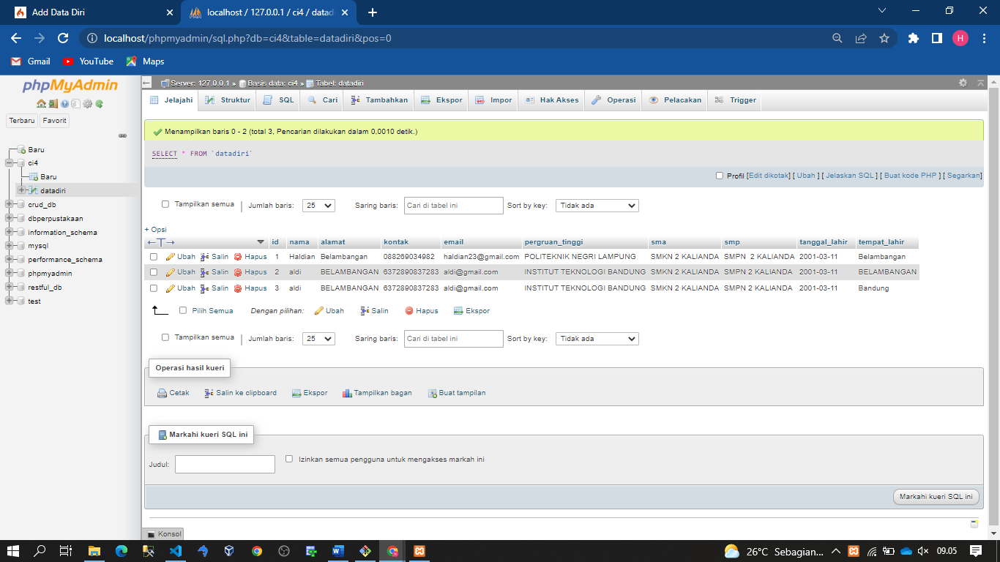 Add Data Diri
localhost / 127.0.0.1 / ci4 / datad
localhost/phpmyadmin/sql.php?db=ci4&table=datadiri&pos=0
H
Gmail YouTube Maps
phpMyAdmin
Terbaru Favorit
Baru
ci4
Baru
datadiri
crud_db
dbperpustakaan
information_schema
mysql
performance_schema
phpmyadmin
restful_db
test
Server: 127.0.0.1 » Basis data: ci4 » Tabel: datadiri
Jelajahi Struktur SQL Cari Tambahkan Ekspor Impor Hak Akses Operasi Pelacakan Trigger
Menampilkan baris 0 - 2 (total 3, Pencarian dilakukan dalam 0,0010 detik.)
SELECT * FROM `datadiri`
Profil [Edit dikotak] [ Ubah ] [ Jelaskan SQL ] [ Buat kode PHP ] [ Segarkan]
Tampilkan semua | Jumlah baris: 25 Saring baris: Cari di tabel ini Sort by key: Tidak ada
+ Opsi
←T→ id nama alamat kontak email pergruan_tinggi sma smp tanggal_lahir tempat_lahir
Ubah Salin Hapus 1 Haldian Belambangan 088269034982 haldian23@gmail.com POLITEKNIK NEGRI LAMPUNG SMKN 2 KALIANDA SMPN 2 KALIANDA 2001-03-11 Belambangan
Ubah Salin Hapus 2 aldi BELAMBANGAN 6372890837283 aldi@gmail.com INSTITUT TEKNOLOGI BANDUNG SMKN 2 KALIANDA SMPN 2 KALIANDA 2001-03-11 BELAMBANGAN
Ubah Salin Hapus 3 aldi BELAMBANGAN 6372890837283 aldi@gmail.com INSTITUT TEKNOLOGI BANDUNG SMKN 2 KALIANDA SMPN 2 KALIANDA 2001-03-11 Bandung
Pilih Semua Dengan pilihan: Ubah Salin Hapus Ekspor
Tampilkan semua | Jumlah baris: 25 Saring baris: Cari di tabel ini Sort by key: Tidak ada
Operasi hasil kueri
Cetak Salin ke clipboard Ekspor Tampilkan bagan Buat tampilan
Markahi kueri SQL ini
Judul: Izinkan semua pengguna untuk mengakses markah ini
Markahi kueri SQL ini
Konsol
26°C Sebagian... 09.05